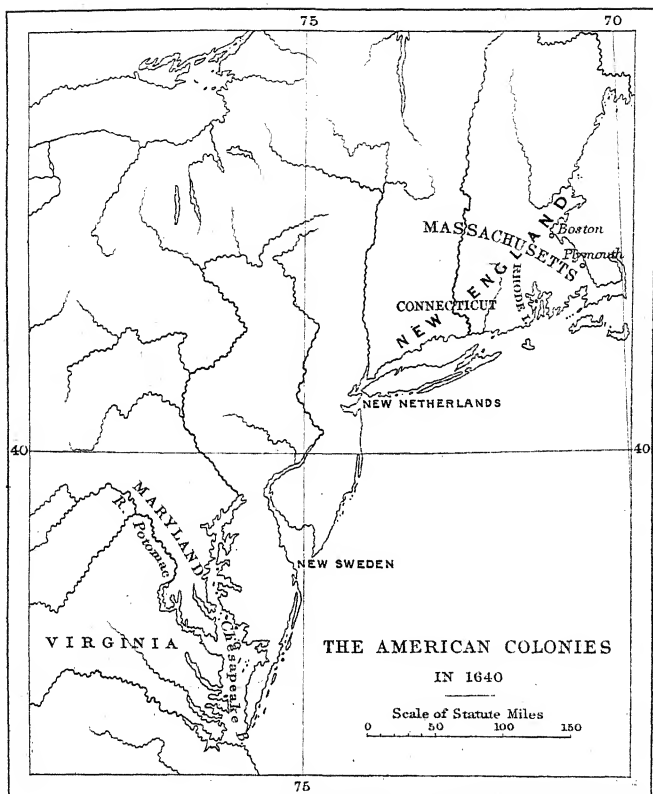 75 70
MASSACHUSETTS
Boston
Plymouth
NEW ENGLAND
RHODE I.
CONNECTICUT
NEW NETHERLANDS
40 40
MARYLAND
R. Potomac
NEW SWEDEN
VIRGINIA
Chesapeake
THE AMERICAN COLONIES
IN 1640
Scale of Statute Miles
0 50 100 150
75